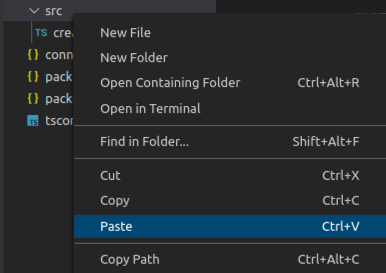 src
TS crea
New File
{} conn
New Folder
{} pack
Open Containing Folder Ctrl+Alt+R
{} pack
Open in Terminal
TS tscon
Find in Folder... Shift+Alt+F
Cut Ctrl+X
Copy Ctrl+C
Paste Ctrl+V
Copy Path Ctrl+Alt+C